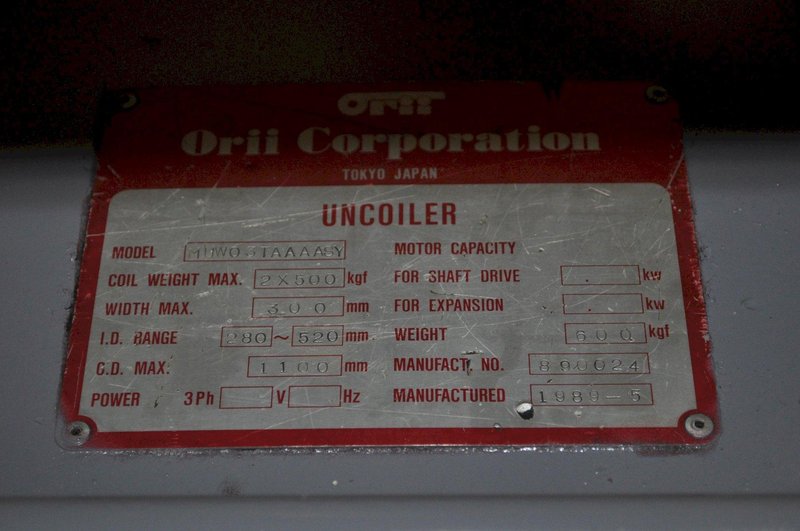 Orii
Orii Corporation
TOKYO JAPAN
UNCOILER
MODEL
COIL WEIGHT MAX. 2X500 kgf
WIDTH MAX. 300 mm
I.D. RANGE 280 ~ 520 mm
C.D. MAX. 1100 mm
POWER 3Ph V Hz
MOTOR CAPACITY
FOR SHAFT DRIVE kw
FOR EXPANSION kw
WEIGHT 600 kgf
MANUFACT. NO. 890024
MANUFACTURED 1989-5